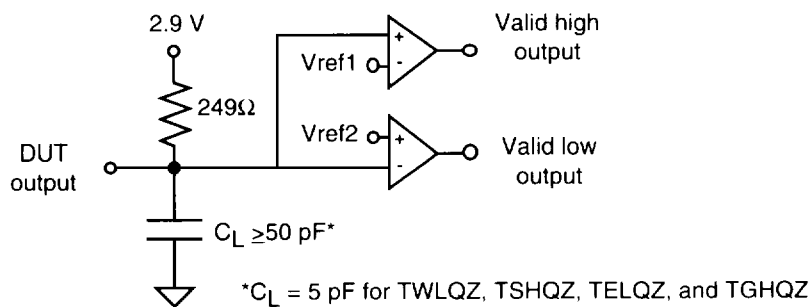 2.9 V
249Ω
DUT
output
C_L ≥50 pF*
Vref1
+
-
Valid high
output
Vref2
+
-
Valid low
output
*C_L = 5 pF for TWLQZ, TSHQZ, TELQZ, and TGHQZ